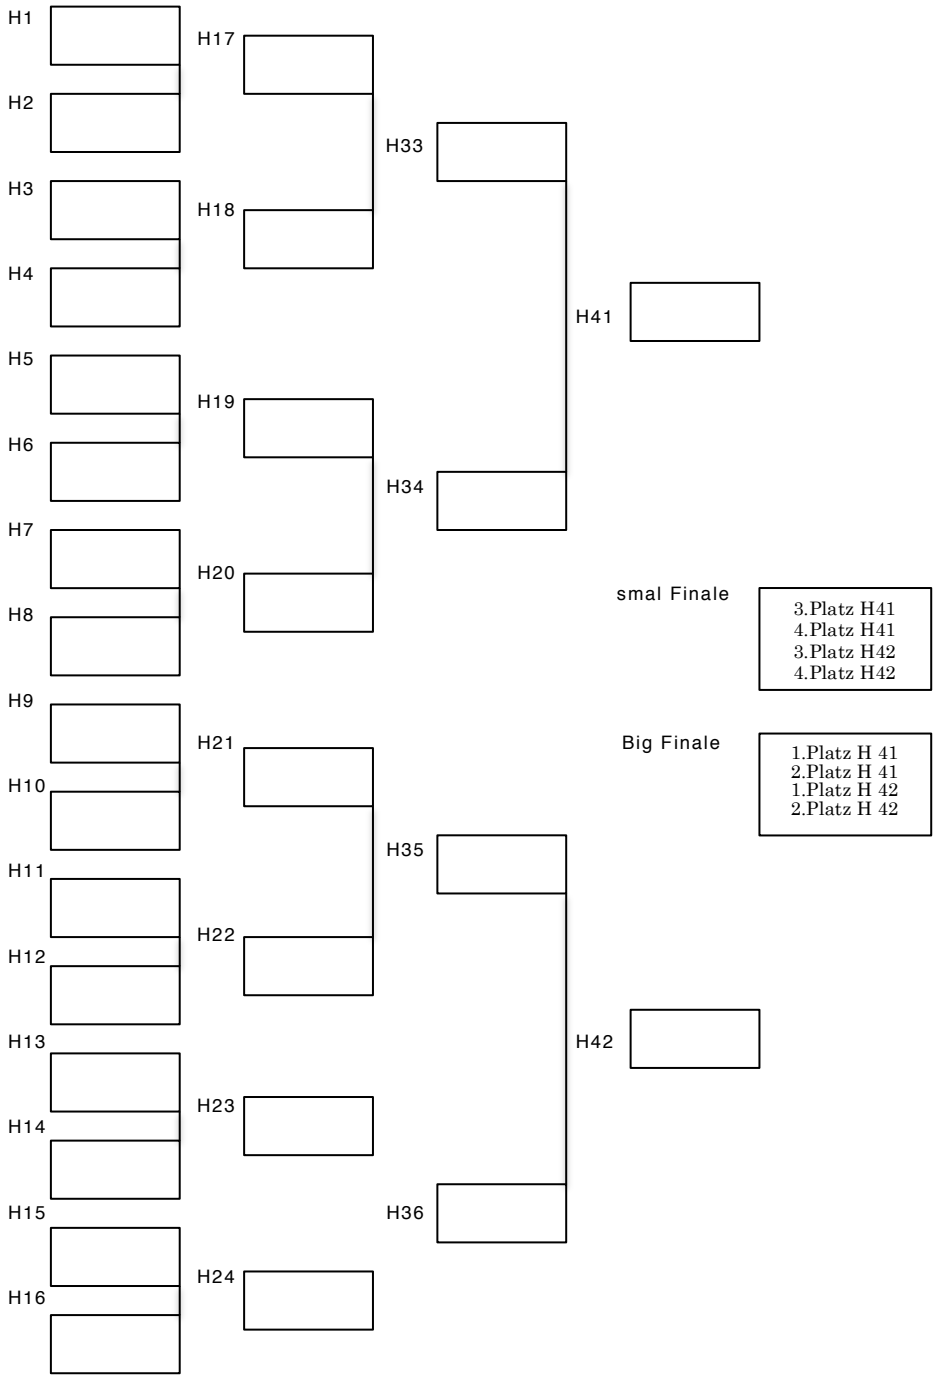 H1
H17
H2
H33
H3
H18
H4
H41
H5
H19
H6
H34
H7
H20
H8
smal Finale
3.Platz H41
4.Platz H41
3.Platz H42
4.Platz H42
H9
H21
Big Finale
1.Platz H 41
2.Platz H 41
1.Platz H 42
2.Platz H 42
H10
H35
H11
H22
H12
H13
H42
H23
H14
H15
H36
H24
H16